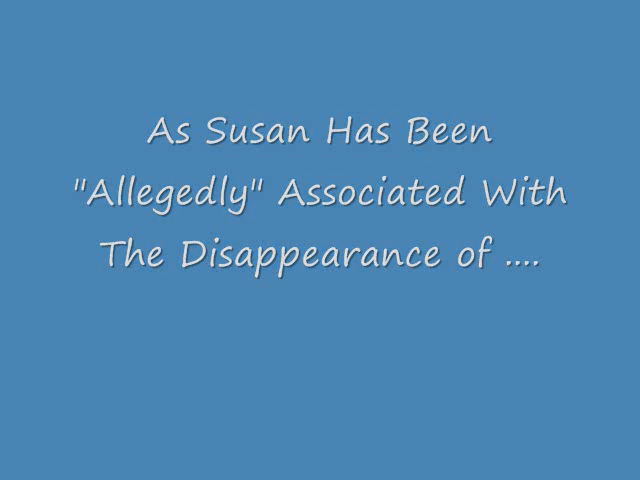 As Susan Has Been
"Allegedly" Associated With
The Disappearance of ....